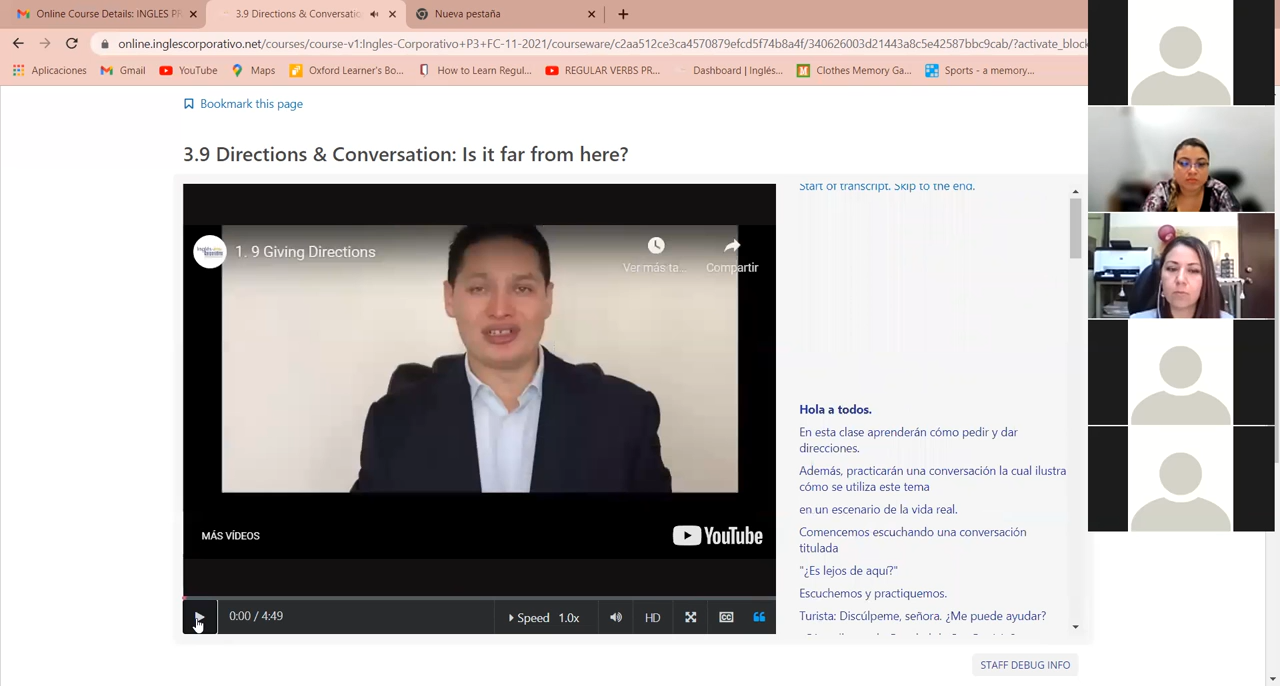 Online Course Details: INGLES PR
3.9 Directions & Conversatio
Nueva pestaña
online.inglescorporativo.net/courses/course-v1:Ingles-Corporativo+P3+FC-11-2021/courseware/c2aa512ce3ca4570879efcd5f74b8a4f/340626003d21443a8c5e42587bbc9cab/?activate_block
Aplicaciones
Gmail
YouTube
Maps
Oxford Learner's Bo...
How to Learn Regul...
REGULAR VERBS PR...
Dashboard | Inglés...
Clothes Memory Ga...
Sports - a memory...
Bookmark this page
3.9 Directions & Conversation: Is it far from here?
Start of transcript. Skip to the end.
1. 9 Giving Directions
Ver más ta...
Compartir
Hola a todos.
En esta clase aprenderán cómo pedir y dar
direcciones.
Además, practicarán una conversación la cual ilustra
cómo se utiliza este tema
en un escenario de la vida real.
Comencemos escuchando una conversación
titulada
"¿Es lejos de aquí?"
Escuchemos y practiquemos.
Turista: Discúlpeme, señora. ¿Me puede ayudar?
MÁS VÍDEOS
YouTube
0:00 / 4:49
Speed 1.0x
HD
STAFF DEBUG INFO